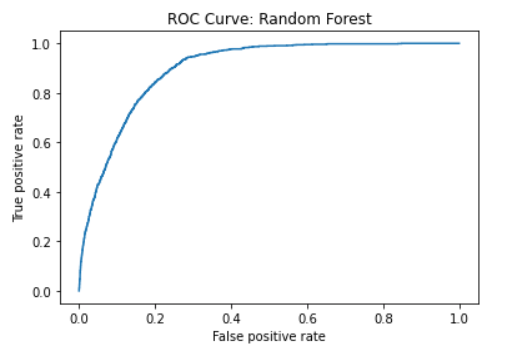 ROC Curve: Random Forest
1.0
0.8
0.6
0.4
0.2
0.0
True positive rate
0.0 0.2 0.4 0.6 0.8 1.0
False positive rate